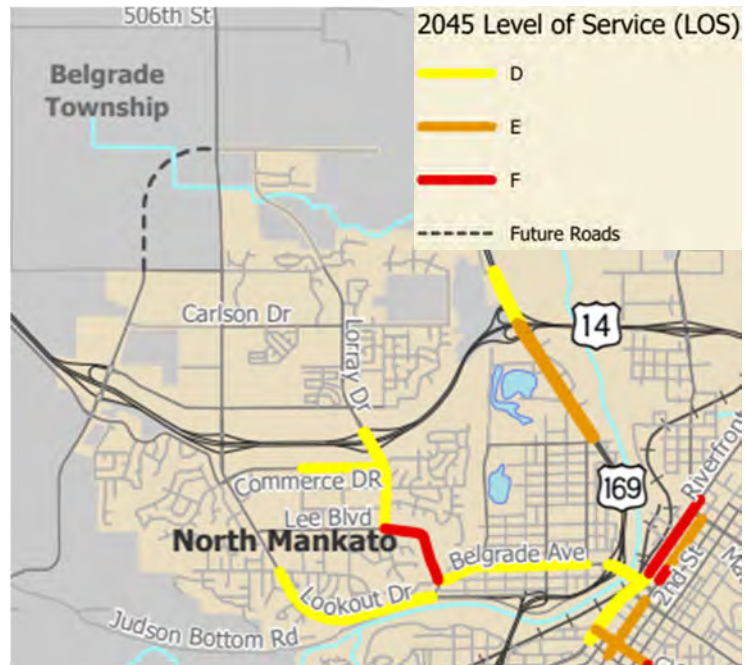 506th St
2045 Level of Service (LOS)
D
E
F
Future Roads
Belgrade
Township
Carlson Dr
14
Lorray Dr
169
Riverfront
Commerce DR
Lee Blvd
North Mankato
Belgrade Ave
2nd St
Lookout Dr
Judson Bottom Rd